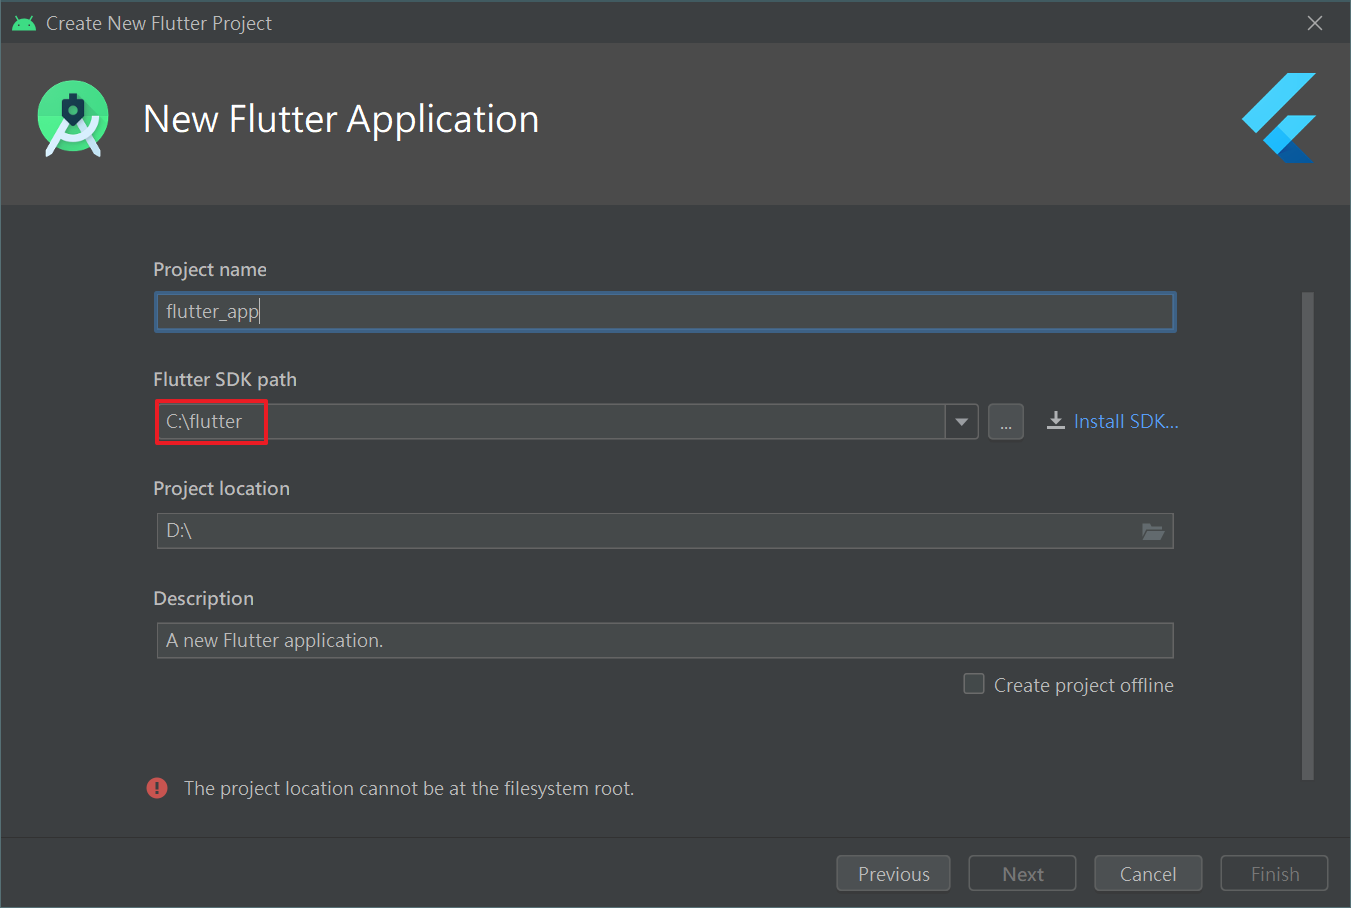 Create New Flutter Project
New Flutter Application
Project name
flutter_app
Flutter SDK path
C:\flutter
...
Install SDK...
Project location
D:\
Description
A new Flutter application.
Create project offline
The project location cannot be at the filesystem root.
Previous
Next
Cancel
Finish